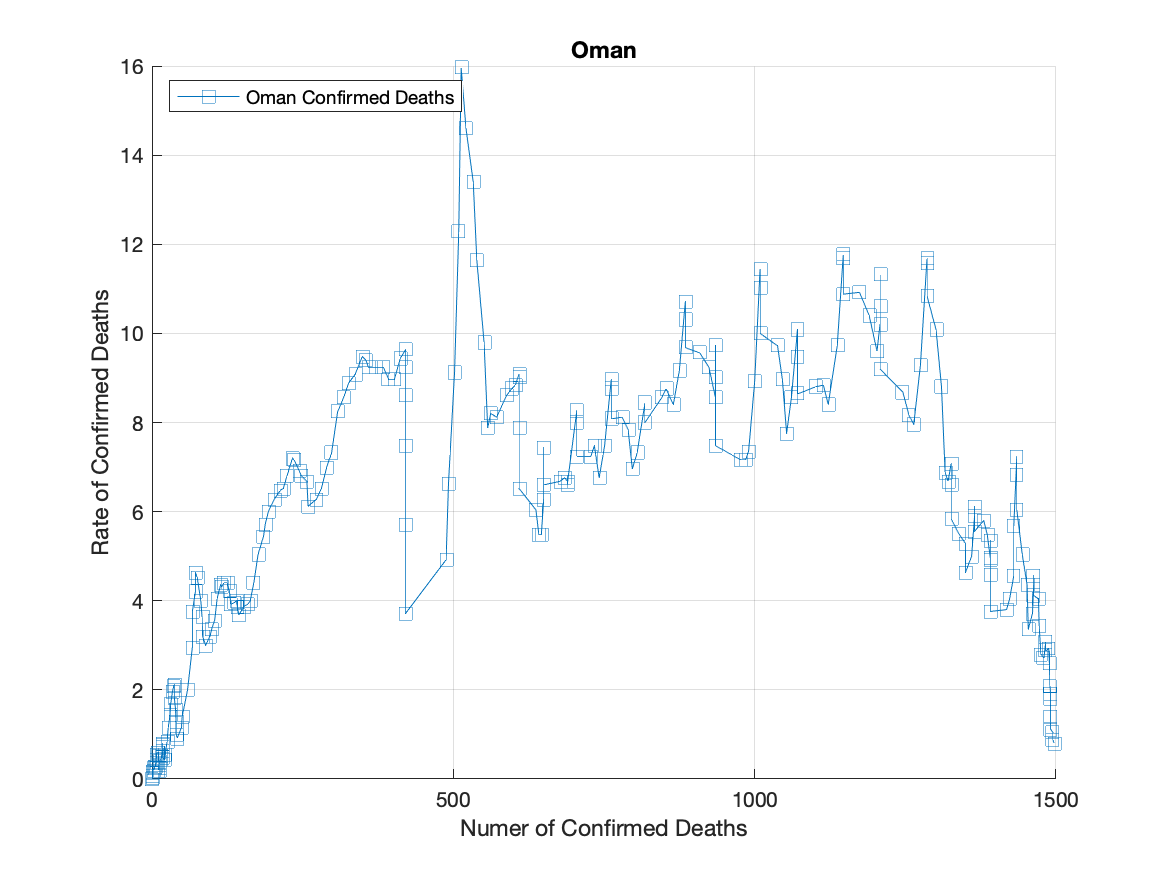 Oman
Oman Confirmed Deaths
16
14
12
10
8
6
4
2
0
Rate of Confirmed Deaths
0 500 1000 1500
Numer of Confirmed Deaths